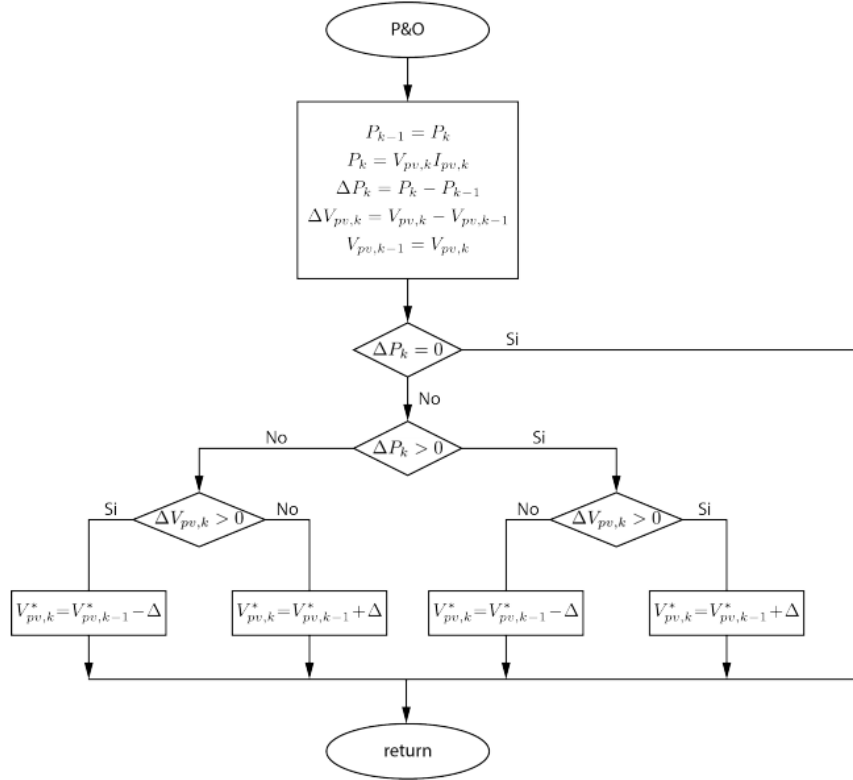 P&O
P_{k-1} = P_k
P_k = V_{pv,k} I_{pv,k}
ΔP_k = P_k − P_{k-1}
ΔV_{pv,k} = V_{pv,k} − V_{pv,k-1}
V_{pv,k-1} = V_{pv,k}
ΔP_k = 0
Si
No
No
ΔP_k > 0
Si
Si
ΔV_{pv,k} > 0
No
No
ΔV_{pv,k} > 0
Si
V^*_{pv,k} = V^*_{pv,k-1} − Δ
V^*_{pv,k} = V^*_{pv,k-1} + Δ
V^*_{pv,k} = V^*_{pv,k-1} − Δ
V^*_{pv,k} = V^*_{pv,k-1} + Δ
return